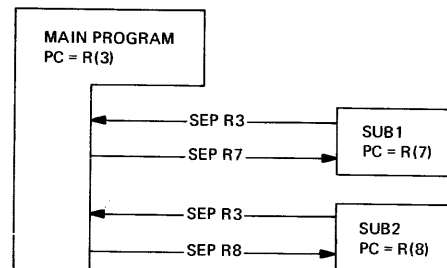 MAIN PROGRAM
PC = R(3)
SEP R3
SUB1
PC = R(7)
SEP R7
SEP R3
SUB2
PC = R(8)
SEP R8